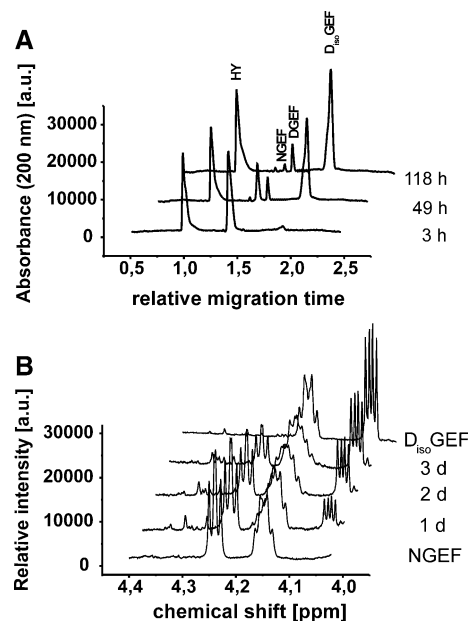 A
Absorbance (200 nm) [a.u.]
30000
20000
10000
0
HY
NGEF
DGEF
DisoGEF
118 h
49 h
3 h
0,5 1,0 1,5 2,0 2,5
relative migration time
B
Relative intensity [a.u.]
30000
20000
10000
0
DisoGEF
3 d
2 d
1 d
NGEF
4,4 4,3 4,2 4,1 4,0
chemical shift [ppm]